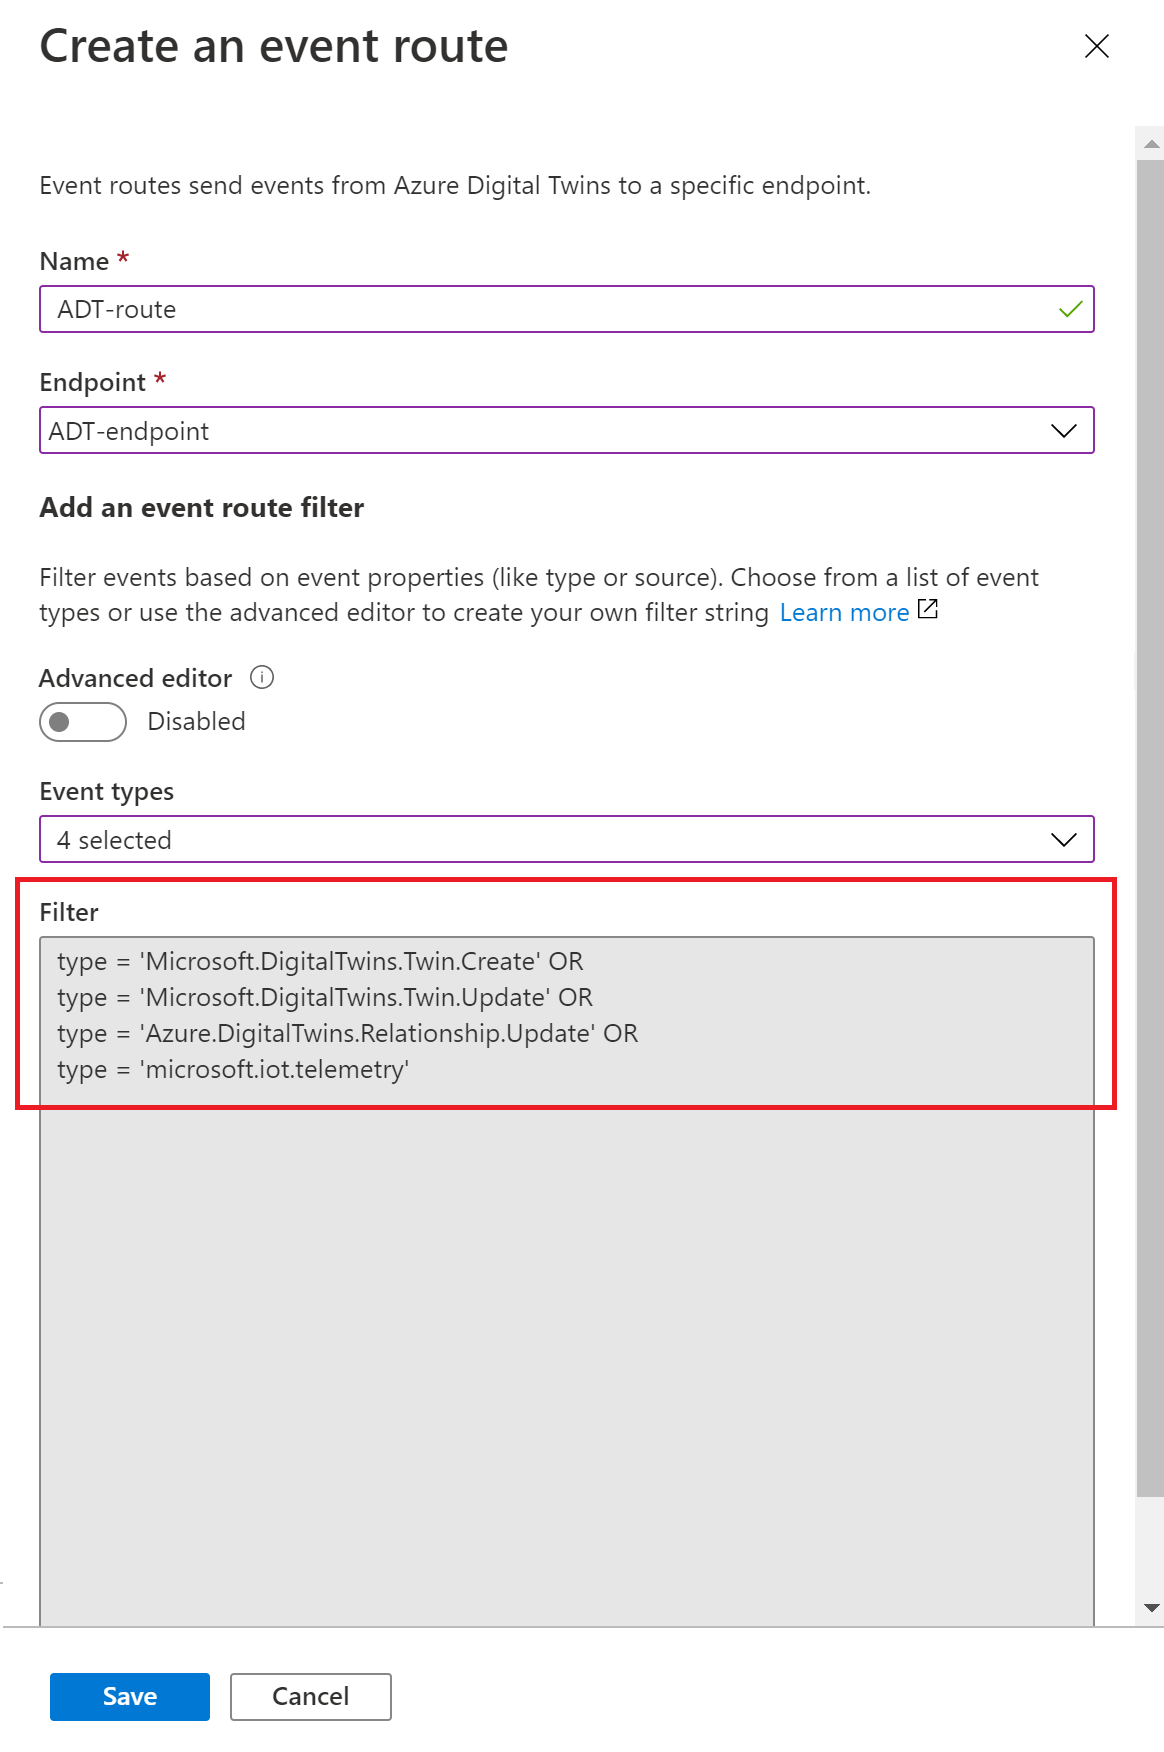 Create an event route
Event routes send events from Azure Digital Twins to a specific endpoint.
Name *
ADT-route
Endpoint *
ADT-endpoint
Add an event route filter
Filter events based on event properties (like type or source). Choose from a list of event
types or use the advanced editor to create your own filter string Learn more
Advanced editor
Disabled
Event types
4 selected
Filter
type = 'Microsoft.DigitalTwins.Twin.Create' OR
type = 'Microsoft.DigitalTwins.Twin.Update' OR
type = 'Azure.DigitalTwins.Relationship.Update' OR
type = 'microsoft.iot.telemetry'
Save Cancel